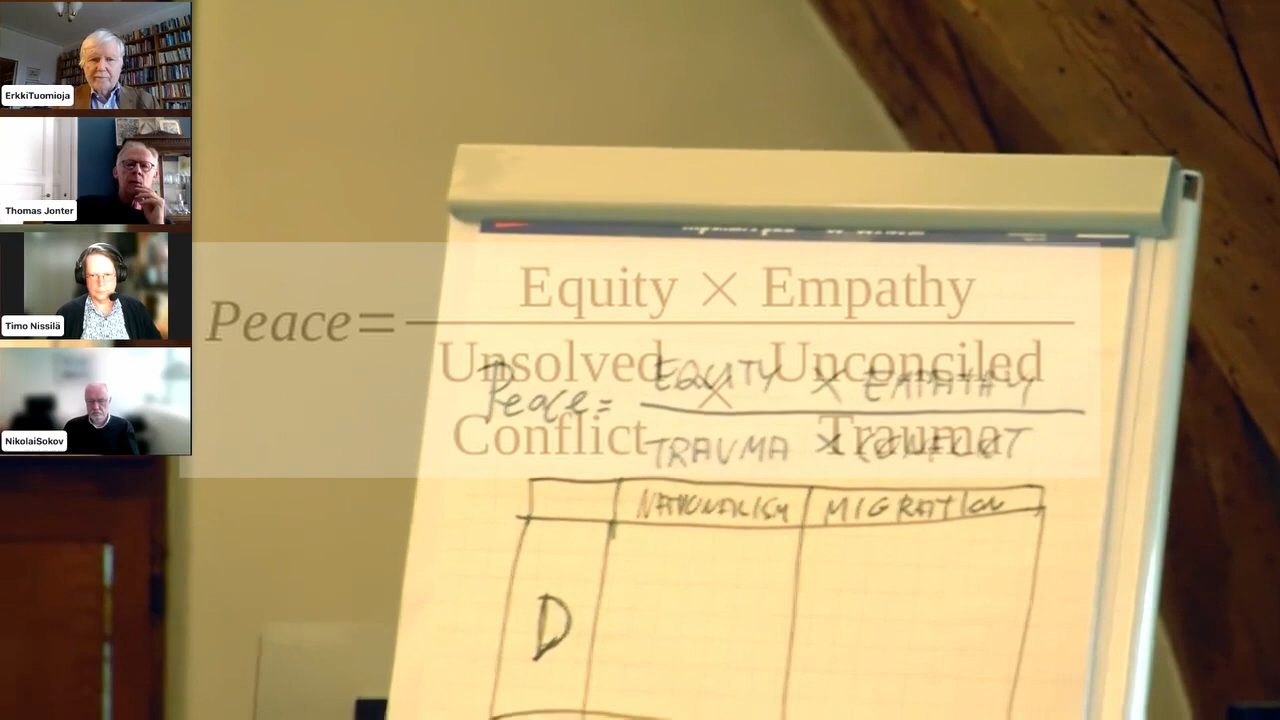 ErkkiTuomioja
Thomas Jonter
Timo Nissilä
NikolaiSokov
Equity × Empathy
Peace=
Unsolved × Unconciled
Conflict Trauma
EQUITY × EMPATHY
Peace=
TRAUMA × CONFLICT
NATIONALISM MIGRATION
D